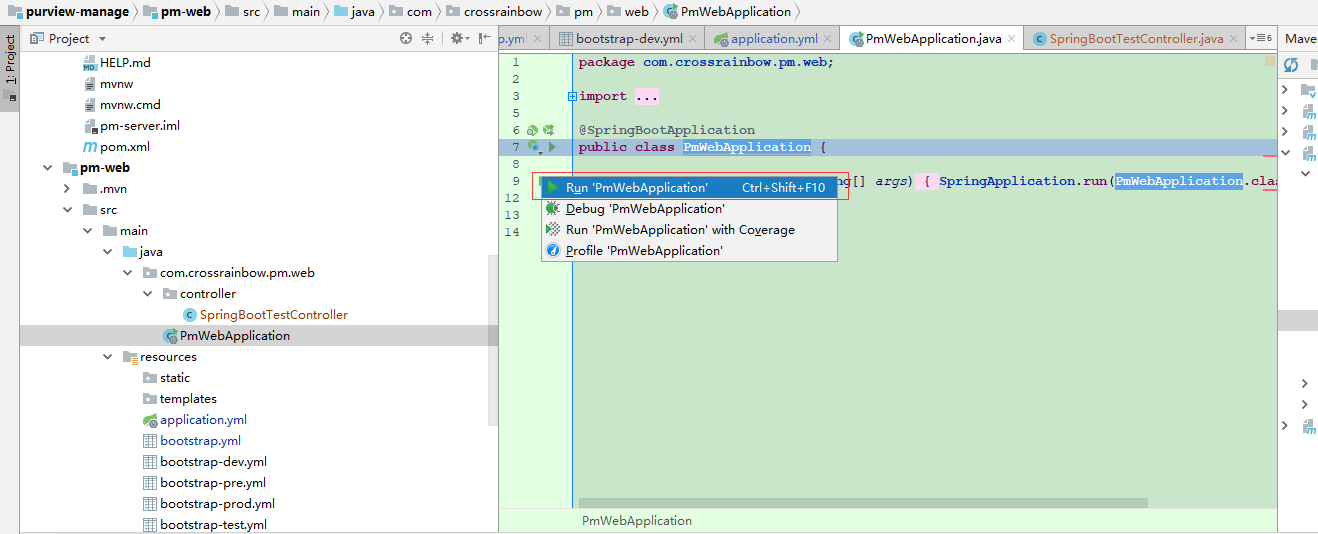 purview-manage pm-web src main java com crossrainbow pm web PmWebApplication
1: Project
Project
HELP.md
mvnw
mvnw.cmd
pm-server.iml
pom.xml
pm-web
.mvn
src
main
java
com.crossrainbow.pm.web
controller
SpringBootTestController
PmWebApplication
resources
static
templates
application.yml
bootstrap.yml
bootstrap-dev.yml
bootstrap-pre.yml
bootstrap-prod.yml
bootstrap-test.yml
p.yml bootstrap-dev.yml application.yml PmWebApplication.java SpringBootTestController.java 6
1 package com.crossrainbow.pm.web;
2
3 import ...
5
6 @SpringBootApplication
7 public class PmWebApplication {
8
9 ng[] args) { SpringApplication.run(PmWebApplication.clas
12
13
14
Run 'PmWebApplication' Ctrl+Shift+F10
Debug 'PmWebApplication'
Run 'PmWebApplication' with Coverage
Profile 'PmWebApplication'
PmWebApplication
Mave